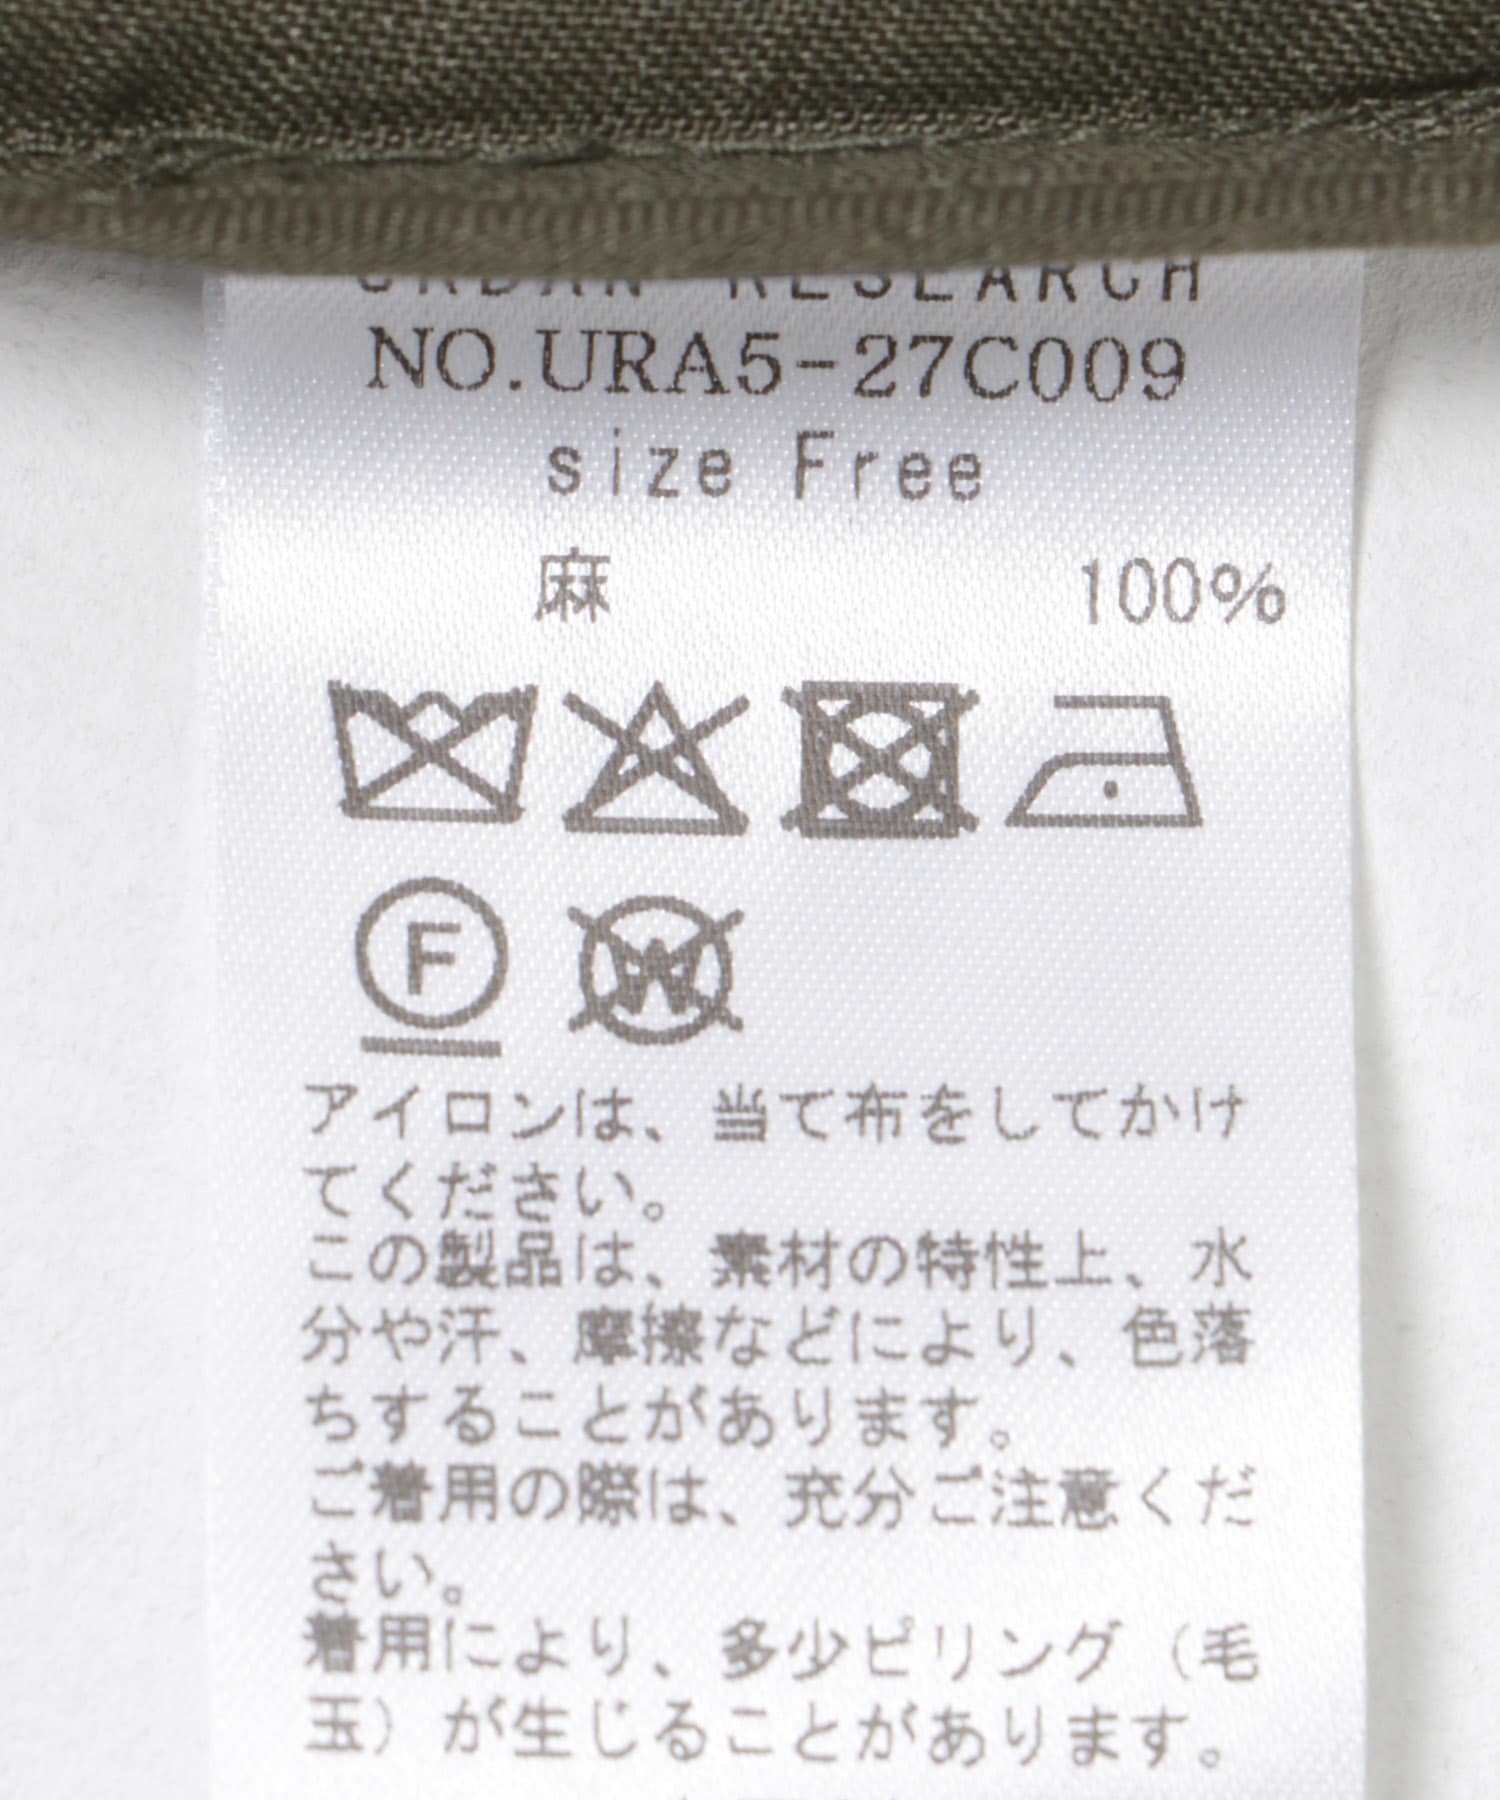 URBAN RESEARCH
NO.URA5-27C009
size Free
麻 100%
F
W
アイロンは、当て布をしてかけ
てください。
この製品は、素材の特性上、水
分や汗、摩擦などにより、色落
ちすることがあります。
ご着用の際は、充分ご注意くだ
さい。
着用により、多少ピリング（毛
玉）が生じることがあります。